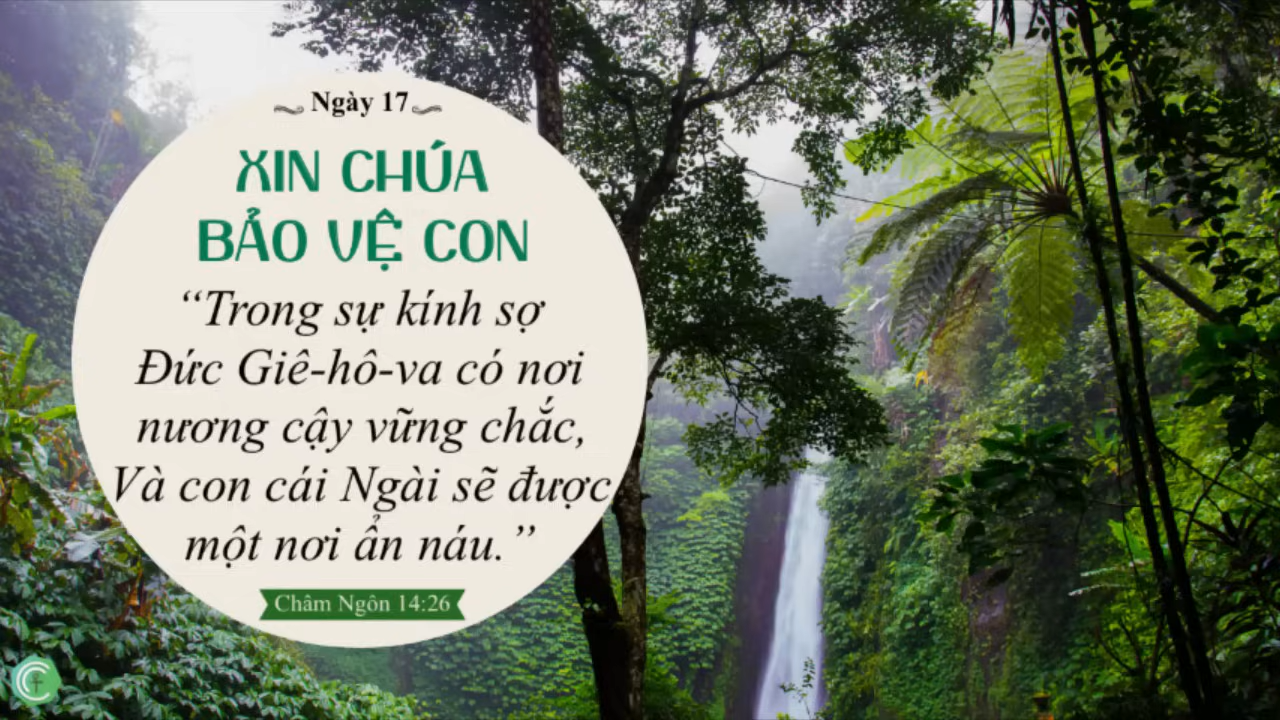 Ngày 17
XIN CHÚA
BẢO VỆ CON
“Trong sự kính sợ
Đức Giê-hô-va có nơi
nương cậy vững chắc,
Và con cái Ngài sẽ được
một nơi ẩn náu.”
Châm Ngôn 14:26